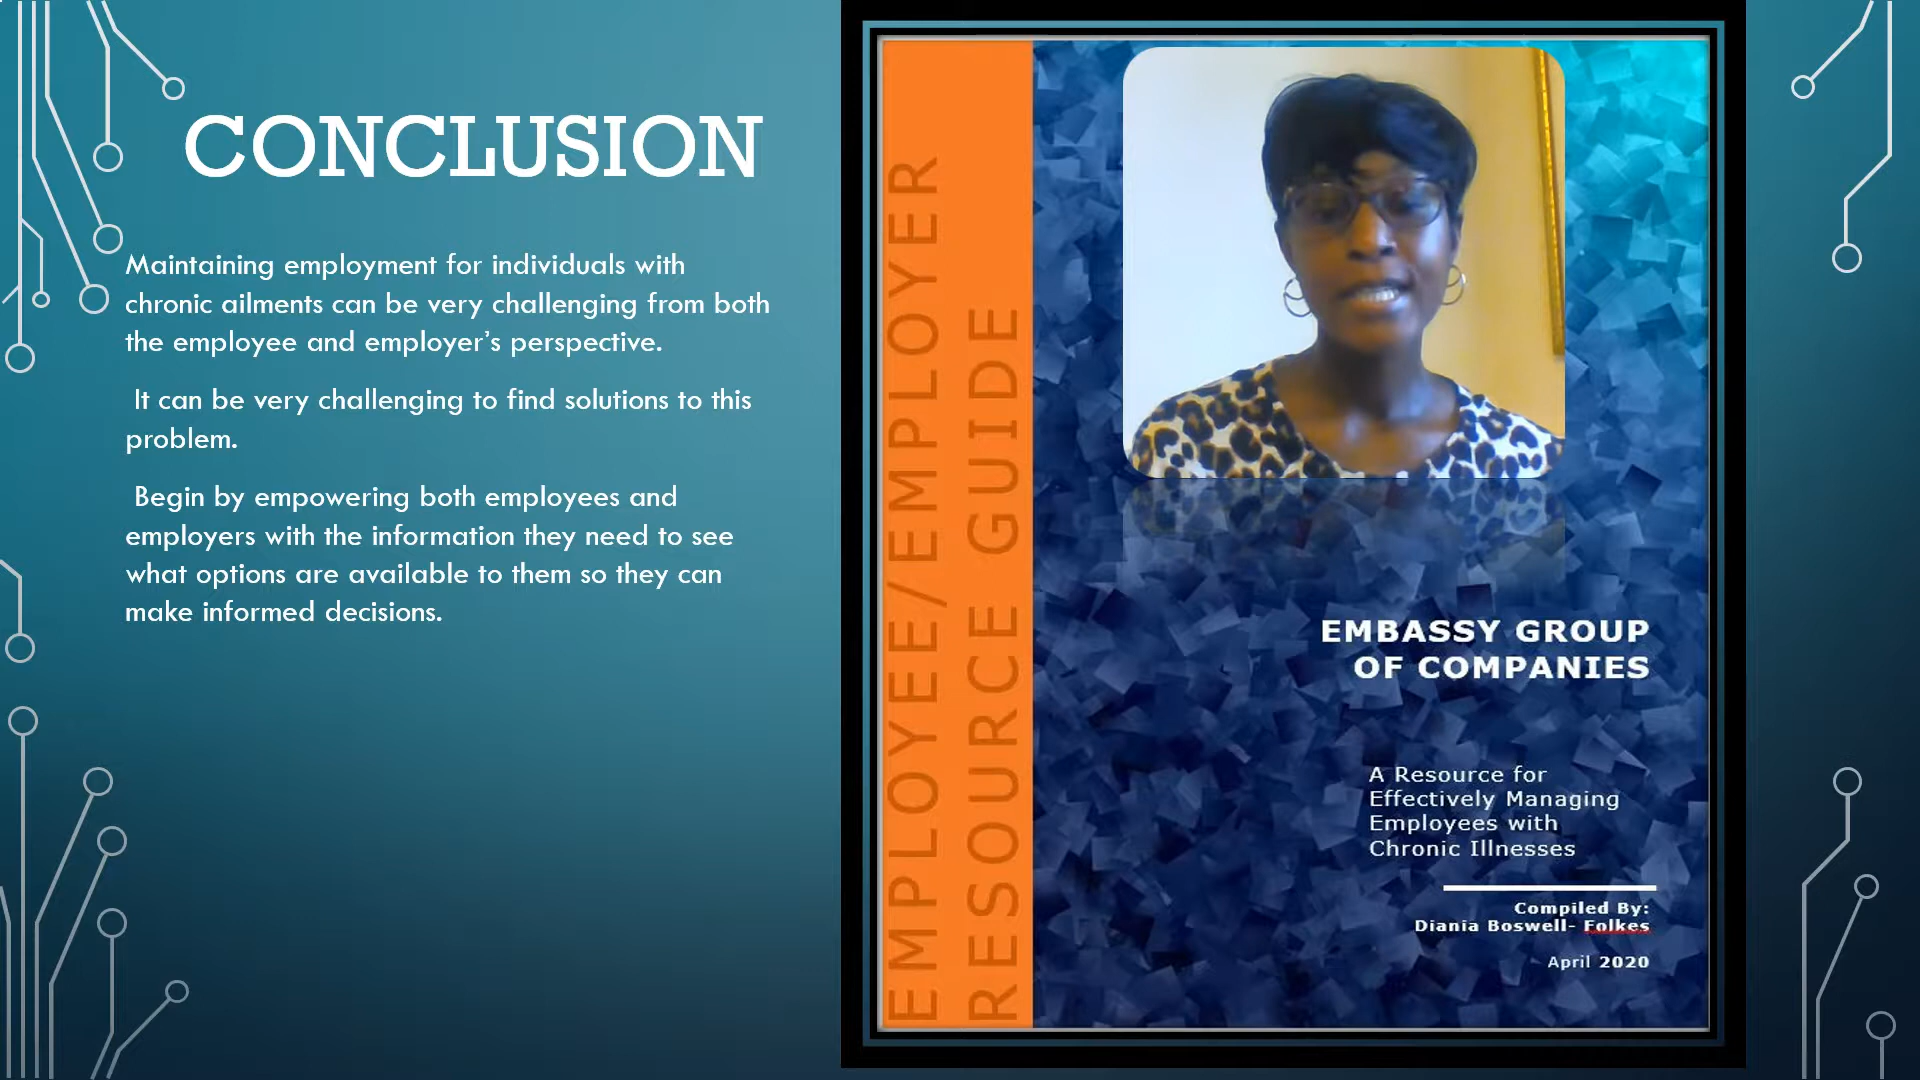 CONCLUSION
Maintaining employment for individuals with
chronic ailments can be very challenging from both
the employee and employer's perspective.
It can be very challenging to find solutions to this
problem.
Begin by empowering both employees and
employers with the information they need to see
what options are available to them so they can
make informed decisions.
EMPLOYEE/EMPLOYER
RESOURCE GUIDE
EMBASSY GROUP
OF COMPANIES
A Resource for
Effectively Managing
Employees with
Chronic Illnesses
Compiled By:
Diania Boswell- Folkes
April 2020